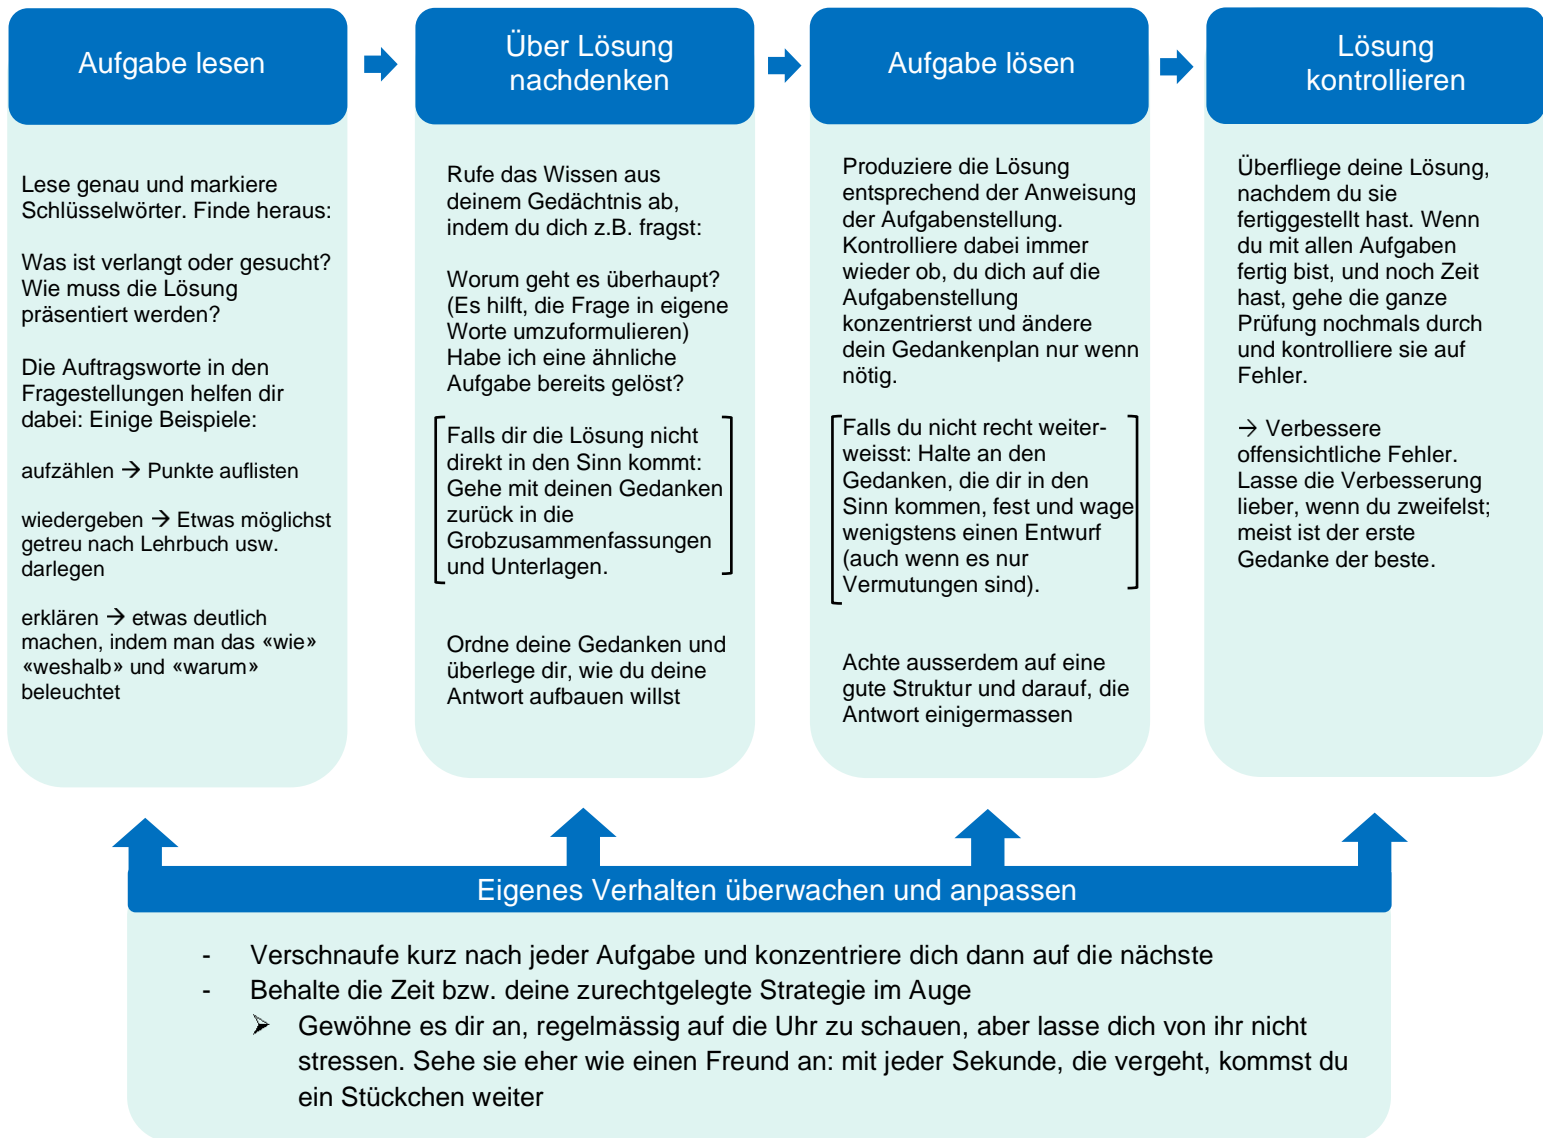 Aufgabe lesen
Über Lösung
nachdenken
Aufgabe lösen
Lösung
kontrollieren
Lese genau und markiere
Schlüsselwörter. Finde heraus:
Was ist verlangt oder gesucht?
Wie muss die Lösung
präsentiert werden?
Die Auftragsworte in den
Fragestellungen helfen dir
dabei: Einige Beispiele:
aufzählen → Punkte auflisten
wiedergeben → Etwas möglichst
getreu nach Lehrbuch usw.
darlegen
erklären → etwas deutlich
machen, indem man das «wie»
«weshalb» und «warum»
beleuchtet
Rufe das Wissen aus
deinem Gedächtnis ab,
indem du dich z.B. fragst:
Worum geht es überhaupt?
(Es hilft, die Frage in eigene
Worte umzuformulieren)
Habe ich eine ähnliche
Aufgabe bereits gelöst?
Falls dir die Lösung nicht
direkt in den Sinn kommt:
Gehe mit deinen Gedanken
zurück in die
Grobzusammenfassungen
und Unterlagen.
Ordne deine Gedanken und
überlege dir, wie du deine
Antwort aufbauen willst
Produziere die Lösung
entsprechend der Anweisung
der Aufgabenstellung.
Kontrolliere dabei immer
wieder ob, du dich auf die
Aufgabenstellung
konzentrierst und ändere
dein Gedankenplan nur wenn
nötig.
Falls du nicht recht weiter-
weisst: Halte an den
Gedanken, die dir in den
Sinn kommen, fest und wage
wenigstens einen Entwurf
(auch wenn es nur
Vermutungen sind).
Achte ausserdem auf eine
gute Struktur und darauf, die
Antwort einigermassen
Überfliege deine Lösung,
nachdem du sie
fertiggestellt hast. Wenn
du mit allen Aufgaben
fertig bist, und noch Zeit
hast, gehe die ganze
Prüfung nochmals durch
und kontrolliere sie auf
Fehler.
→ Verbessere
offensichtliche Fehler.
Lasse die Verbesserung
lieber, wenn du zweifelst;
meist ist der erste
Gedanke der beste.
Eigenes Verhalten überwachen und anpassen
- Verschnaufe kurz nach jeder Aufgabe und konzentriere dich dann auf die nächste
- Behalte die Zeit bzw. deine zurechtgelegte Strategie im Auge
➢ Gewöhne es dir an, regelmässig auf die Uhr zu schauen, aber lasse dich von ihr nicht
stressen. Sehe sie eher wie einen Freund an: mit jeder Sekunde, die vergeht, kommst du
ein Stückchen weiter